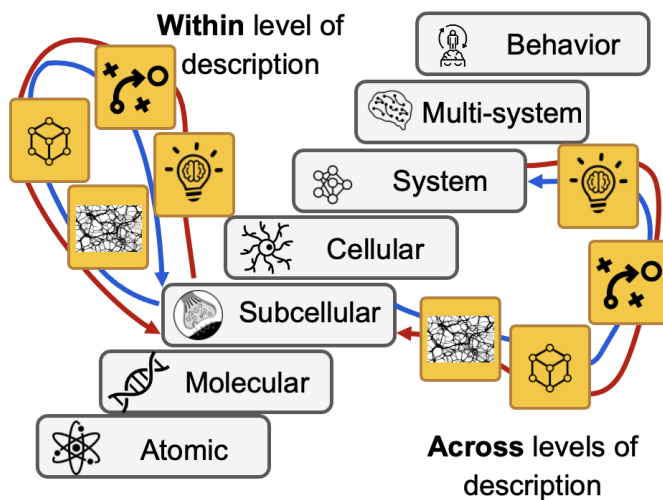 Within level of
description
Behavior
Multi-system
System
Cellular
Subcellular
Molecular
Atomic
Across levels of
description